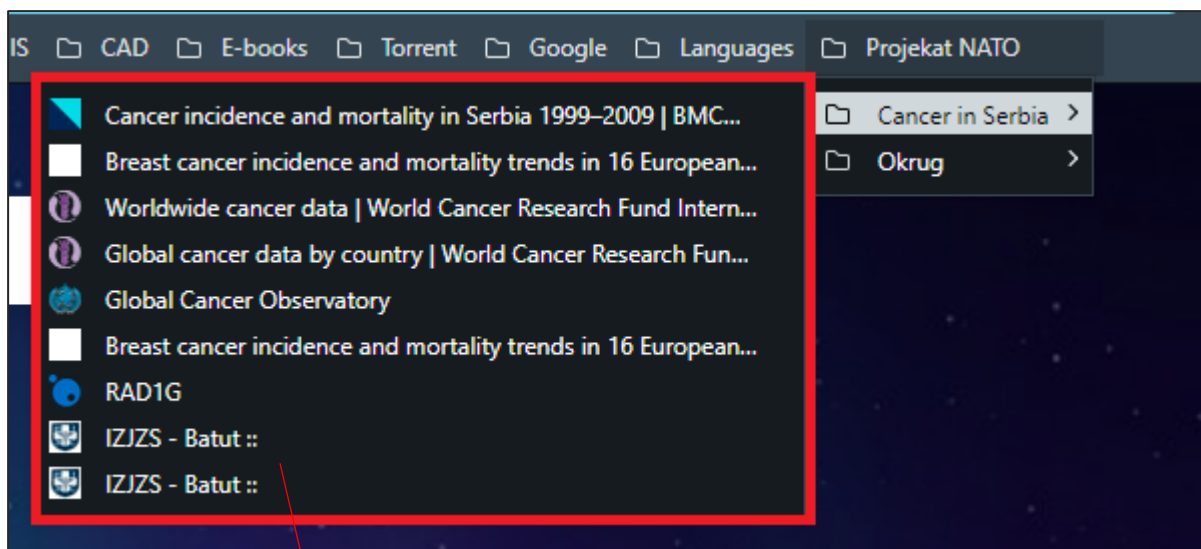 IS CAD E-books Torrent Google Languages Projekat NATO
Cancer incidence and mortality in Serbia 1999–2009 | BMC...
Breast cancer incidence and mortality trends in 16 European...
Worldwide cancer data | World Cancer Research Fund Intern...
Global cancer data by country | World Cancer Research Fun...
Global Cancer Observatory
Breast cancer incidence and mortality trends in 16 European...
RAD1G
IZJZS - Batut ::
IZJZS - Batut ::
Cancer in Serbia
Okrug